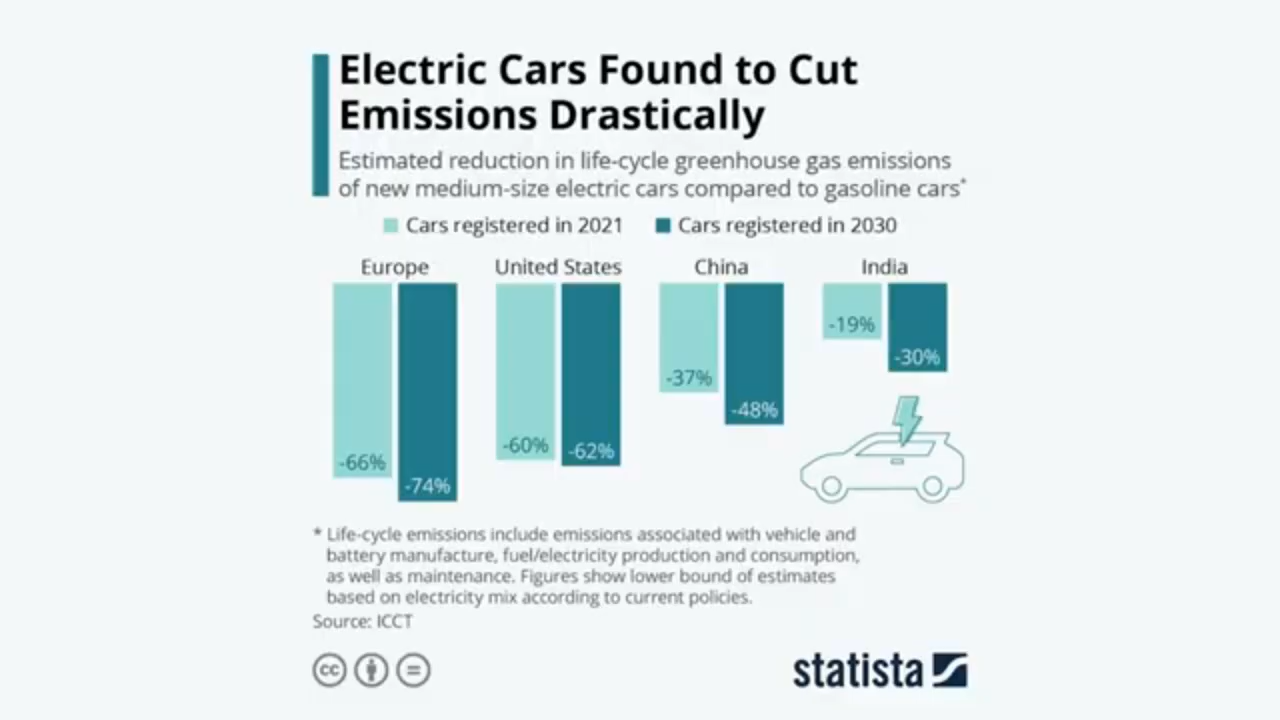 Electric Cars Found to Cut
Emissions Drastically
Estimated reduction in life-cycle greenhouse gas emissions
of new medium-size electric cars compared to gasoline cars*
Cars registered in 2021 Cars registered in 2030
Europe United States China India
-66% -74% -60% -62% -37% -48% -19% -30%
* Life-cycle emissions include emissions associated with vehicle and
battery manufacture, fuel/electricity production and consumption,
as well as maintenance. Figures show lower bound of estimates
based on electricity mix according to current policies.
Source: ICCT
cc = statista